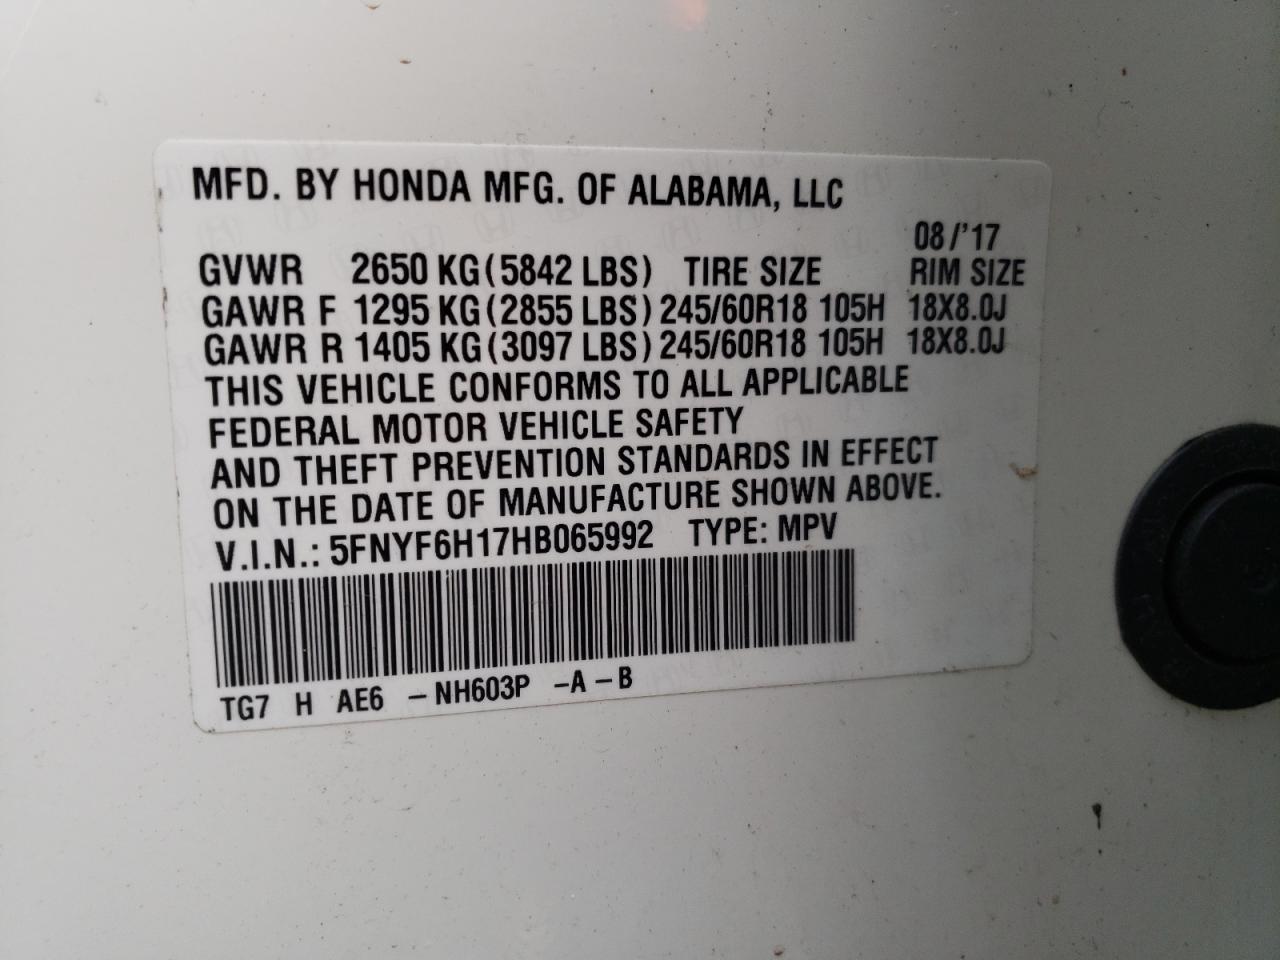 MFD. BY HONDA MFG. OF ALABAMA, LLC
08/'17
GVWR 2650 KG (5842 LBS) TIRE SIZE RIM SIZE
GAWR F 1295 KG (2855 LBS) 245/60R18 105H 18X8.0J
GAWR R 1405 KG (3097 LBS) 245/60R18 105H 18X8.0J
THIS VEHICLE CONFORMS TO ALL APPLICABLE
FEDERAL MOTOR VEHICLE SAFETY
AND THEFT PREVENTION STANDARDS IN EFFECT
ON THE DATE OF MANUFACTURE SHOWN ABOVE.
V.I.N.: 5FNYF6H17HB065992 TYPE: MPV
TG7 H AE6 – NH603P –A – B